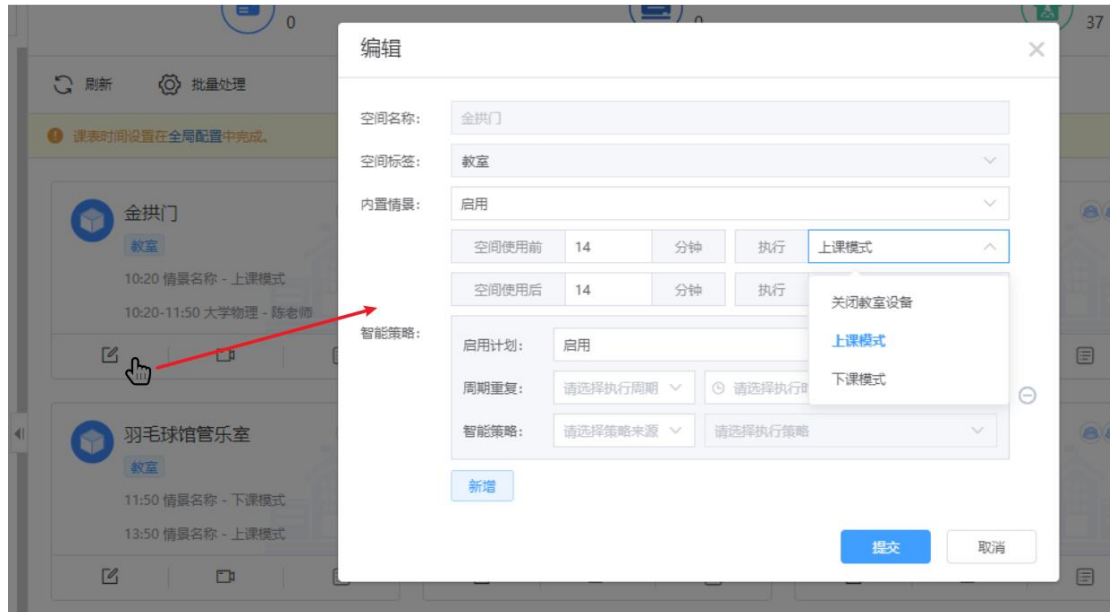 0
0
37
刷新
批量处理
课表时间设置在全局配置中完成。
金拱门
教室
10:20 情景名称 - 上课模式
10:20-11:50 大学物理 - 陈老师
羽毛球馆管乐室
教室
11:50 情景名称 - 下课模式
13:50 情景名称 - 上课模式
编辑
空间名称: 金拱门
空间标签: 教室
内置情景: 启用
空间使用前 14 分钟 执行 上课模式
空间使用后 14 分钟 执行
关闭教室设备
上课模式
下课模式
智能策略:
启用计划: 启用
周期重复: 请选择执行周期 请选择执行时
智能策略: 请选择策略来源 请选择执行策略
新增
提交 取消